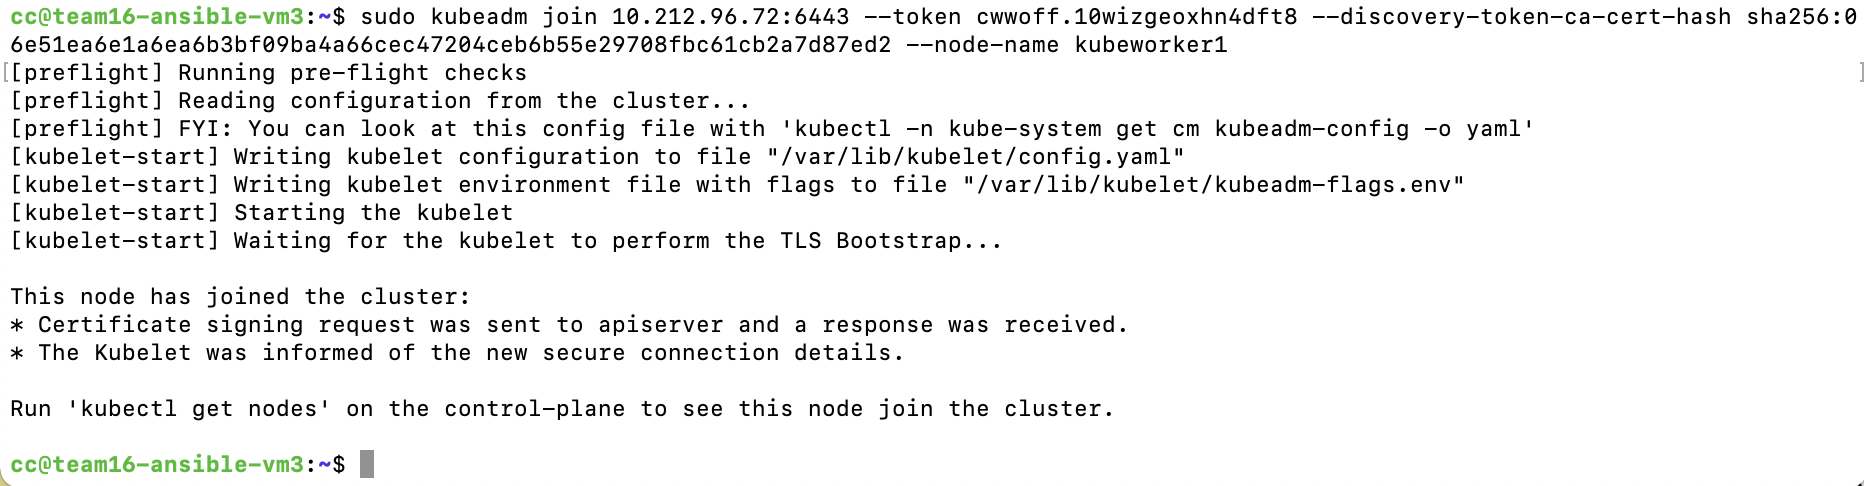 cc@team16-ansible-vm3:~$ sudo kubeadm join 10.212.96.72:6443 --token cwwoff.10wizgeoxhn4dft8 --discovery-token-ca-cert-hash sha256:0
6e51ea6e1a6ea6b3bf09ba4a66cec47204ceb6b55e29708fbc61cb2a7d87ed2 --node-name kubeworker1
[preflight] Running pre-flight checks
[preflight] Reading configuration from the cluster...
[preflight] FYI: You can look at this config file with 'kubectl -n kube-system get cm kubeadm-config -o yaml'
[kubelet-start] Writing kubelet configuration to file "/var/lib/kubelet/config.yaml"
[kubelet-start] Writing kubelet environment file with flags to file "/var/lib/kubelet/kubeadm-flags.env"
[kubelet-start] Starting the kubelet
[kubelet-start] Waiting for the kubelet to perform the TLS Bootstrap...
This node has joined the cluster:
* Certificate signing request was sent to apiserver and a response was received.
* The Kubelet was informed of the new secure connection details.
Run 'kubectl get nodes' on the control-plane to see this node join the cluster.
cc@team16-ansible-vm3:~$